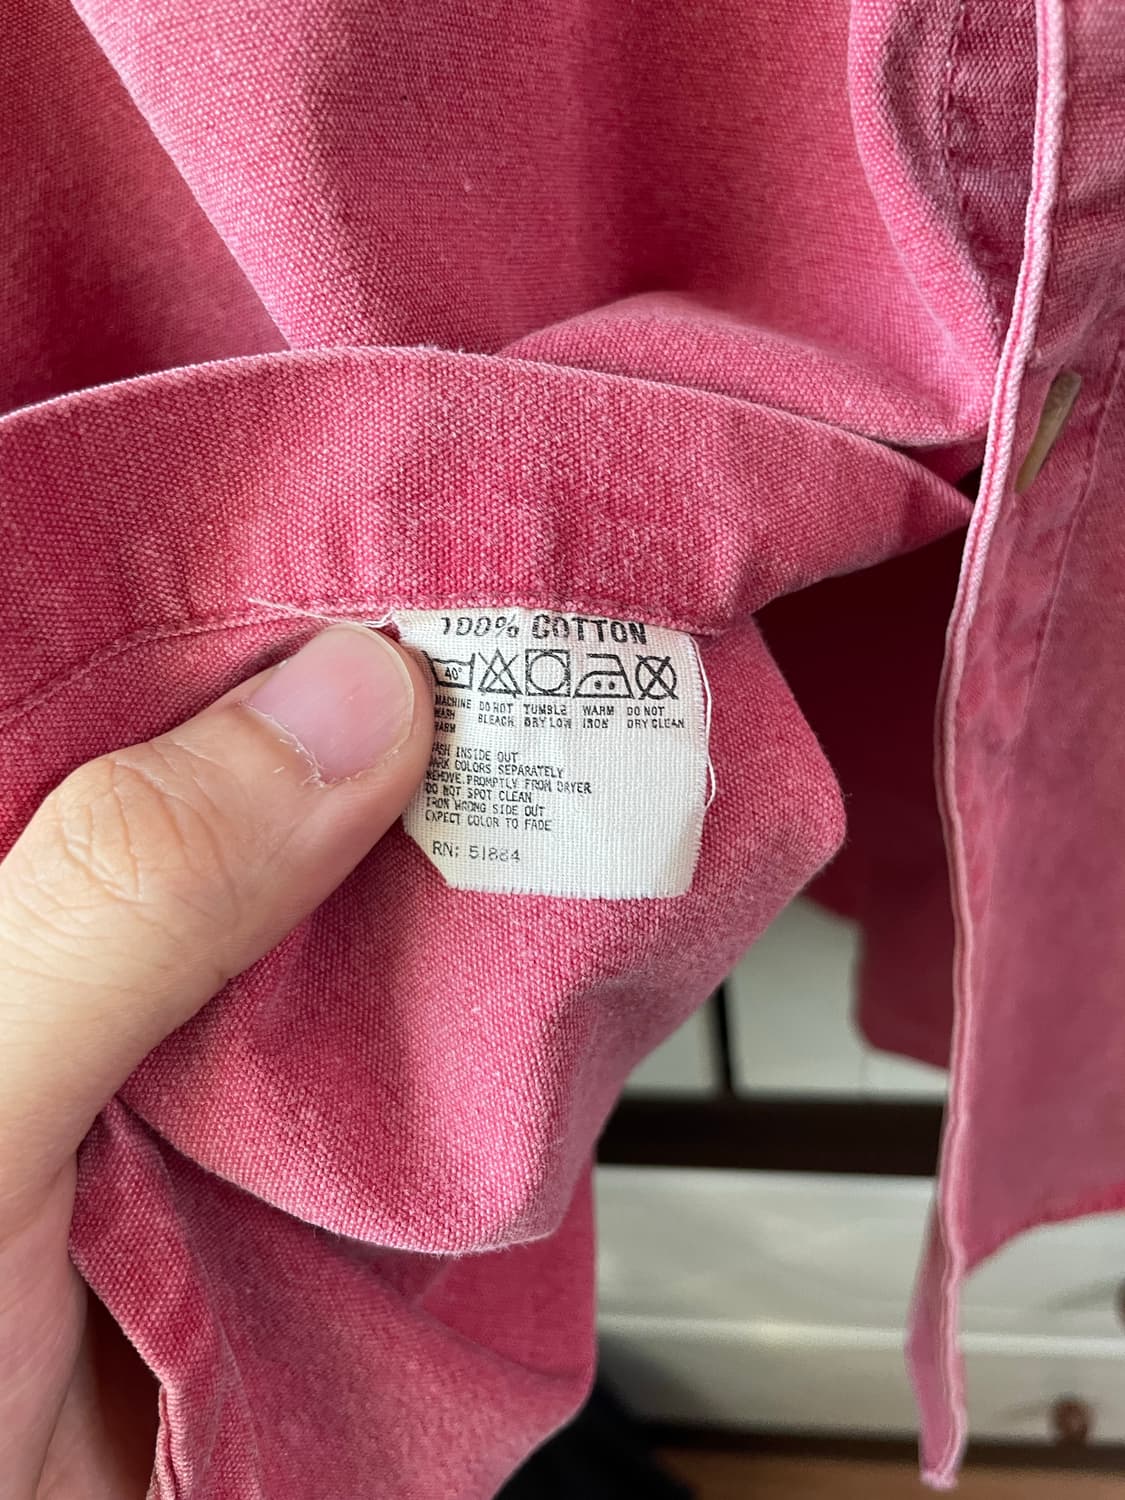 100% COTTON
40°
MACHINE DO NOT TUMBLE WARM DO NOT
WASH BLEACH DRY LOW IRON DRY CLEAN
WARM
WASH INSIDE OUT
DARK COLORS SEPARATELY
REMOVE PROMPTLY FROM DRYER
DO NOT SPOT CLEAN
IRON WRONG SIDE OUT
EXPECT COLOR TO FADE
RN: 51884